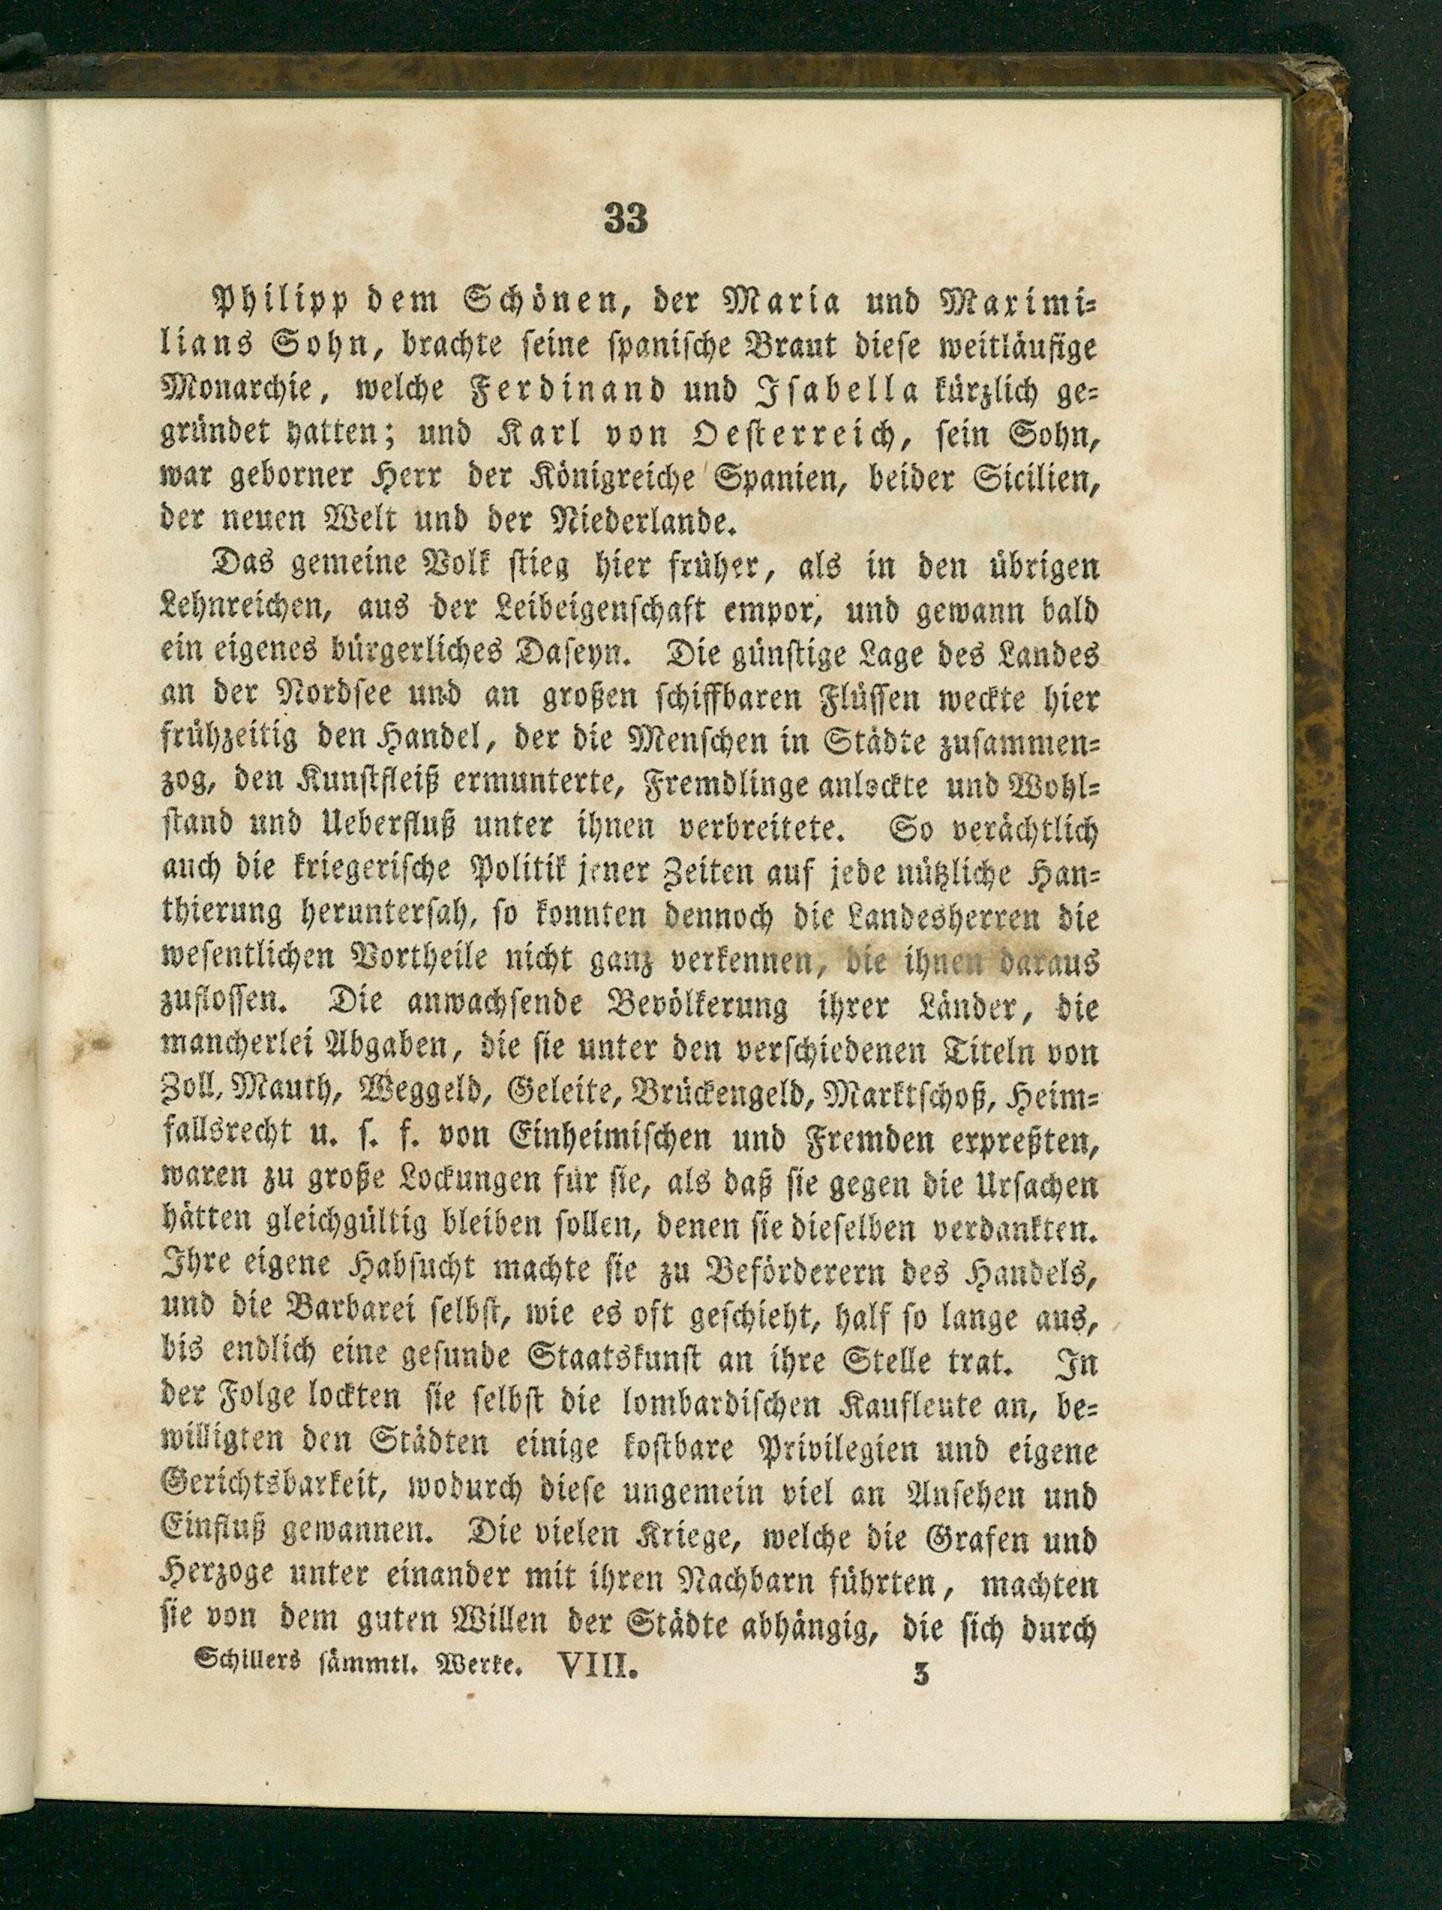 33
Philipp dem Schönen, der Maria und Maximi-
lians Sohn, brachte seine spanische Braut diese weitläufige
Monarchie, welche Ferdinand und Isabella kürzlich ge-
gründet hatten; und Karl von Oesterreich, sein Sohn,
war geborner Herr der Königreiche Spanien, beider Sicilien,
der neuen Welt und der Niederlande.
Das gemeine Volk stieg hier früher, als in den übrigen
Lehnreichen, aus der Leibeigenschaft empor, und gewann bald
ein eigenes bürgerliches Daseyn. Die günstige Lage des Landes
an der Nordsee und an großen schiffbaren Flüssen weckte hier
frühzeitig den Handel, der die Menschen in Städte zusammen-
zog, den Kunstfleiß ermunterte, Fremdlinge anlockte und Wohl-
stand und Ueberfluß unter ihnen verbreitete. So verächtlich
auch die kriegerische Politik jener Zeiten auf jede nützliche Han-
thierung heruntersah, so konnten dennoch die Landesherren die
wesentlichen Vortheile nicht ganz verkennen, die ihnen daraus
zuflossen. Die anwachsende Bevölkerung ihrer Länder, die
mancherlei Abgaben, die sie unter den verschiedenen Titeln von
Zoll, Mauth, Weggeld, Geleite, Brückengeld, Marktschoß, Heim-
fallsrecht u. s. f. von Einheimischen und Fremden erpreßten,
waren zu große Lockungen für sie, als daß sie gegen die Ursachen
hätten gleichgültig bleiben sollen, denen sie dieselben verdankten.
Ihre eigene Habsucht machte sie zu Beförderern des Handels,
und die Barbarei selbst, wie es oft geschieht, half so lange aus,
bis endlich eine gesunde Staatskunst an ihre Stelle trat. In
der Folge lockten sie selbst die lombardischen Kaufleute an, be-
willigten den Städten einige kostbare Privilegien und eigene
Gerichtsbarkeit, wodurch diese ungemein viel an Ansehen und
Einfluß gewannen. Die vielen Kriege, welche die Grafen und
Herzoge unter einander mit ihren Nachbarn führten, machten
sie von dem guten Willen der Städte abhängig, die sich durch
Schillers sämmtl. Werke. VIII. 3